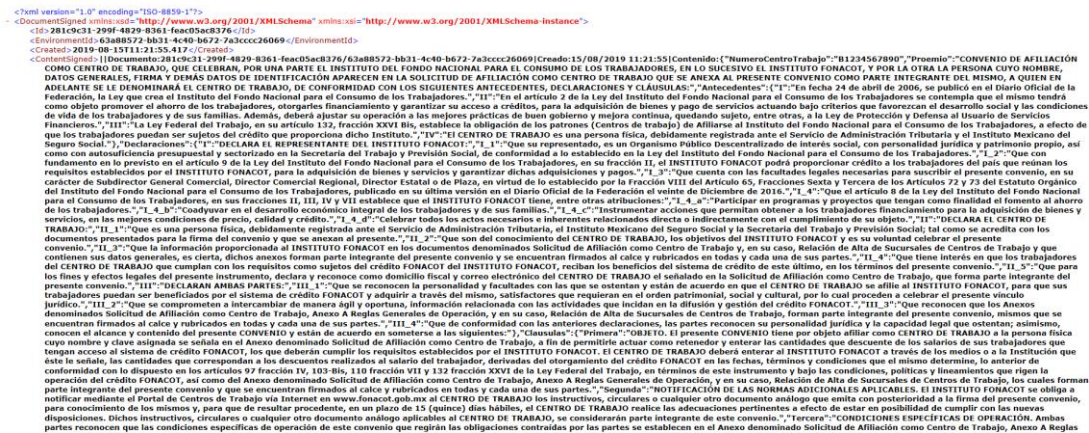 <?xml version="1.0" encoding="ISO-8859-1"?>
- <DocumentSigned xmlns:xsd="http://www.w3.org/2001/XMLSchema" xmlns:xsi="http://www.w3.org/2001/XMLSchema-instance">
<Id>281c9c31-299f-4829-8361-feac05ac8376</Id>
<EnvironmentId>63a88572-bb31-4c40-b672-7a3cccc26069</EnvironmentId>
<Created>2019-08-15T11:21:55.417</Created>
<ContentSigned>||Documento:281c9c31-299f-4829-8361-feac05ac8376/63a88572-bb31-4c40-b672-7a3cccc26069|Creado:15/08/2019 11:21:55|Contenido:{"NumeroCentroTrabajo":"B1234567890","Proemio":"CONVENIO DE AFILIACIÓN
COMO CENTRO DE TRABAJO, QUE CELEBRAN, POR UNA PARTE EL INSTITUTO DEL FONDO NACIONAL PARA EL CONSUMO DE LOS TRABAJADORES, EN LO SUCESIVO EL INSTITUTO FONACOT, Y POR LA OTRA LA PERSONA CUYO NOMBRE,
DATOS GENERALES, FIRMA Y DEMÁS DATOS DE IDENTIFICACIÓN APARECEN EN LA SOLICITUD DE AFILIACIÓN COMO CENTRO DE TRABAJO QUE SE ANEXA AL PRESENTE CONVENIO COMO PARTE INTEGRANTE DEL MISMO, A QUIEN EN
ADELANTE SE LE DENOMINARÁ EL CENTRO DE TRABAJO, DE CONFORMIDAD CON LOS SIGUIENTES ANTECEDENTES, DECLARACIONES Y CLÁUSULAS:","Antecedentes":{"I":"En fecha 24 de abril de 2006, se publicó en el Diario Oficial de la
Federación, la Ley que crea el Instituto del Fondo Nacional para el Consumo de los Trabajadores.","II":"En el artículo 2 de la Ley del Instituto del Fondo Nacional para el Consumo de los Trabajadores se contempla que el mismo tendrá
como objeto promover el ahorro de los trabajadores, otorgarles financiamiento y garantizar su acceso a créditos, para la adquisición de bienes y pago de servicios actuando bajo criterios que favorezcan el desarrollo social y las condiciones
de vida de los trabajadores y de sus familias. Además, deberá ajustar su operación a las mejores prácticas de buen gobierno y mejora continua, quedando sujeto, entre otras, a la Ley de Protección y Defensa al Usuario de Servicios
Financieros.","III":"La Ley Federal del Trabajo, en su artículo 132, fracción XXVI Bis, establece la obligación de los patrones (Centros de trabajo) de Afiliarse al Instituto del Fondo Nacional para el Consumo de los Trabajadores, a efecto de
que los trabajadores puedan ser sujetos del crédito que proporciona dicho Instituto.","IV":"El CENTRO DE TRABAJO es una persona física, debidamente registrada ante el Servicio de Administración Tributaria y el Instituto Mexicano del
Seguro Social."},"Declaraciones":{"I":"DECLARA EL REPRESENTANTE DEL INSTITUTO FONACOT:","I_1":"Que su representado, es un Organismo Público Descentralizado de interés social, con personalidad jurídica y patrimonio propio, así
como con autosuficiencia presupuestal y sectorizado en la Secretaría del Trabajo y Previsión Social, de conformidad a lo establecido en la Ley del Instituto del Fondo Nacional para el Consumo de los Trabajadores.","I_2":"Que con
fundamento en lo previsto en el artículo 9 de la Ley del Instituto del Fondo Nacional para el Consumo de los Trabajadores, en su fracción II, el INSTITUTO FONACOT podrá proporcionar crédito a los trabajadores del país que reúnan los
requisitos establecidos por el INSTITUTO FONACOT, para la adquisición de bienes y servicios y garantizar dichas adquisiciones y pagos.","I_3":"Que cuenta con las facultades legales necesarias para suscribir el presente convenio, en su
carácter de Subdirector General Comercial, Director Comercial Regional, Director Estatal o de Plaza, en virtud de lo establecido por la Fracción VIII del Artículo 65, Fracciones Sexta y Tercera de los Artículos 72 y 73 del Estatuto Orgánico
del Instituto del Fondo Nacional para el Consumo de los Trabajadores, publicado en su última versión en el Diario Oficial de la Federación el veinte de Diciembre de 2016.","I_4":"Que el artículo 8 de la Ley del Instituto del Fondo Nacional
para el Consumo de los Trabajadores, en sus fracciones II, III, IV y VII establece que el INSTITUTO FONACOT tiene, entre otras atribuciones:","I_4_a":"Participar en programas y proyectos que tengan como finalidad el fomento al ahorro
de los trabajadores.","I_4_b":"Coadyuvar en el desarrollo económico integral de los trabajadores y de sus familias.","I_4_c":"Instrumentar acciones que permitan obtener a los trabajadores financiamiento para la adquisición de bienes y
servicios, en las mejores condiciones de precio, calidad y crédito.","I_4_d":"Celebrar todos los actos necesarios e inherentes relacionados directa o indirectamente con el cumplimiento de su objeto.","II":"DECLARA EL CENTRO DE
TRABAJO:","II_1":"Que es una persona física, debidamente registrada ante el Servicio de Administración Tributaria, el Instituto Mexicano del Seguro Social y la Secretaría del Trabajo y Previsión Social; tal como se acredita con los
documentos presentados para la firma del convenio y que se anexan al presente.","II_2":"Que son del conocimiento del CENTRO DE TRABAJO, los objetivos del INSTITUTO FONACOT y es su voluntad celebrar el presente
convenio.","II_3":"Que la información proporcionada al INSTITUTO FONACOT en los documentos denominados Solicitud de Afiliación como Centro de Trabajo y, en su caso, Relación de Alta de Sucursales de Centros de Trabajo y que
contienen sus datos generales, es cierta, dichos anexos forman parte integrante del presente convenio y se encuentran firmados al calce y rubricados en todas y cada una de sus partes.","II_4":"Que tiene interés en que los trabajadores
del CENTRO DE TRABAJO que cumplan con los requisitos como sujetos del crédito FONACOT del INSTITUTO FONACOT, reciban los beneficios del sistema de crédito de este último, en los términos del presente convenio.","II_5":"Que para
los fines y efectos legales del presente instrumento, declara y reconoce como domicilio fiscal y correo electrónico del CENTRO DE TRABAJO el señalado en la Solicitud de Afiliación como Centro de Trabajo, que forma parte integrante del
presente convenio.","III":"DECLARAN AMBAS PARTES:","III_1":"Que se reconocen la personalidad y facultades con las que se ostentan y están de acuerdo en que el CENTRO DE TRABAJO se afilie al INSTITUTO FONACOT, para que sus
trabajadores puedan ser beneficiados por el sistema de crédito FONACOT y adquirir a través del mismo, satisfactores que requieran en el orden patrimonial, social y cultural, por lo cual proceden a celebrar el presente vínculo
jurídico.","III_2":"Que se comprometen a intercambiar de manera ágil y oportuna, información relacionada con las actividades que incidan en la difusión y gestión del crédito FONACOT.","III_3":"Que reconocen que los Anexos
denominados Solicitud de Afiliación como Centro de Trabajo, Anexo A Reglas Generales de Operación, y en su caso, Relación de Alta de Sucursales de Centros de Trabajo, forman parte integrante del presente convenio, mismos que se
encuentran firmados al calce y rubricados en todas y cada una de sus partes.","III_4":"Que de conformidad con las anteriores declaraciones, las partes reconocen su personalidad jurídica y la capacidad legal que ostentan; asimismo,
conocen el alcance y contenido del presente CONVENIO y están de acuerdo en someterse a las siguientes:"},"Clausulas":{"Primera":"OBJETO. El presente CONVENIO tiene por objeto afiliar como CENTRO DE TRABAJO a la persona física
cuyo nombre y clave asignada se señala en el Anexo denominado Solicitud de Afiliación como Centro de Trabajo, a fin de permitirle actuar como retenedor y enterar las cantidades que descuente de los salarios de sus trabajadores que
tengan acceso al sistema de crédito FONACOT, los que deberán cumplir los requisitos establecidos por el INSTITUTO FONACOT. El CENTRO DE TRABAJO deberá enterar al INSTITUTO FONACOT a través de los medios o a la Institución que
éste le señale, las cantidades que correspondan a los descuentos realizados al salario del trabajador, derivadas del otorgamiento del crédito FONACOT en las fechas, términos y condiciones que el mismo determine, lo anterior de
conformidad con lo dispuesto en los artículos 97 fracción IV, 103-Bis, 110 fracción VII y 132 fracción XXVI de la Ley Federal del Trabajo, en términos de este instrumento y bajo las condiciones, políticas y lineamientos que rigen la
operación del crédito FONACOT, así como del Anexo denominado Solicitud de Afiliación como Centro de Trabajo, Anexo A Reglas Generales de Operación, y en su caso, Relación de Alta de Sucursales de Centros de Trabajo, los cuales forman
parte integrante del presente convenio y que se encuentran firmados al calce y rubricados en todas y cada una de sus partes.","Segunda":"NOTIFICACIÓN DE LAS NORMAS ADICIONALES APLICABLES. El INSTITUTO FONACOT se obliga a
notificar mediante el Portal de Centros de Trabajo vía Internet en www.fonacot.gob.mx al CENTRO DE TRABAJO los instructivos, circulares o cualquier otro documento análogo que emita con posterioridad a la firma del presente convenio,
para conocimiento de los mismos y, para que de resultar procedente, en un plazo de 15 (quince) días hábiles, el CENTRO DE TRABAJO realice las adecuaciones pertinentes a efecto de estar en posibilidad de cumplir con las nuevas
disposiciones. Dichos instructivos, circulares o cualquier otro documento análogo aplicables al CENTRO DE TRABAJO, se considerarán parte integrante de este convenio.","Tercera":"CONDICIONES ESPECÍFICAS DE OPERACIÓN. Ambas
partes reconocen que las condiciones específicas de operación de este convenio que regirán las obligaciones contraídas por las partes se establecen en el Anexo denominado Solicitud de Afiliación como Centro de Trabajo, Anexo A Reglas